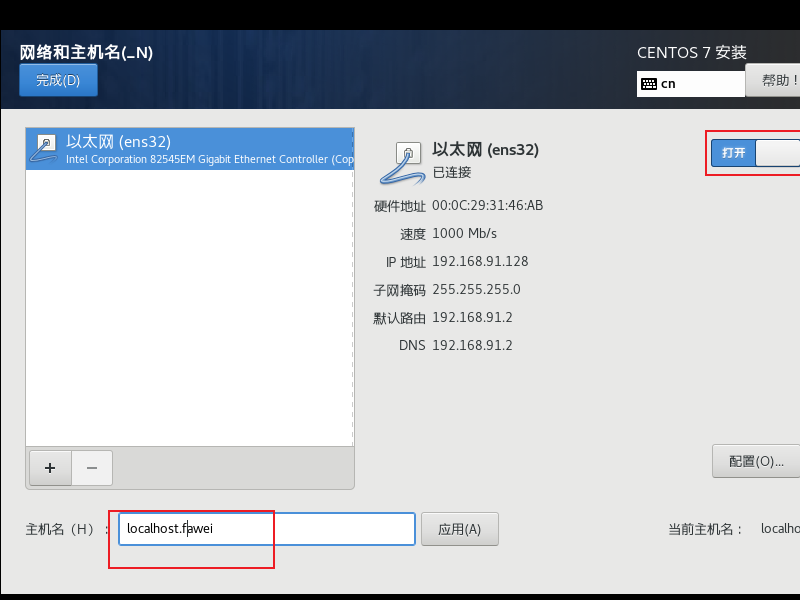 网络和主机名(_N)
CENTOS 7 安装
完成(D)
cn
帮助!
以太网 (ens32)
Intel Corporation 82545EM Gigabit Ethernet Controller (Cop
以太网 (ens32)
已连接
打开
硬件地址 00:0C:29:31:46:AB
速度 1000 Mb/s
IP 地址 192.168.91.128
子网掩码 255.255.255.0
默认路由 192.168.91.2
DNS 192.168.91.2
+ −
配置(O)...
主机名（H）： localhost.fawei 应用(A) 当前主机名： localho